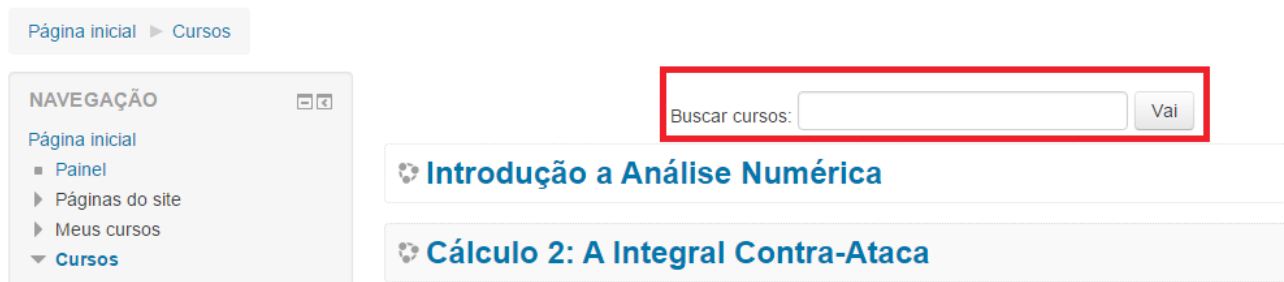 Página inicial ▶ Cursos
NAVEGAÇÃO
Página inicial
Painel
Páginas do site
Meus cursos
Cursos
Buscar cursos: Vai
Introdução a Análise Numérica
Cálculo 2: A Integral Contra-Ataca